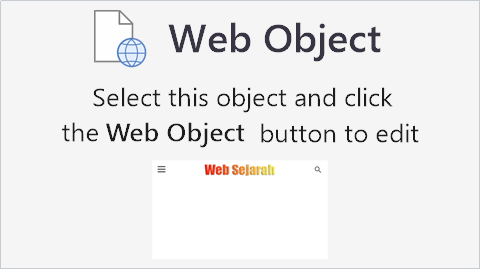 Web Object
Select this object and click
the Web Object button to edit
Web Sejarah